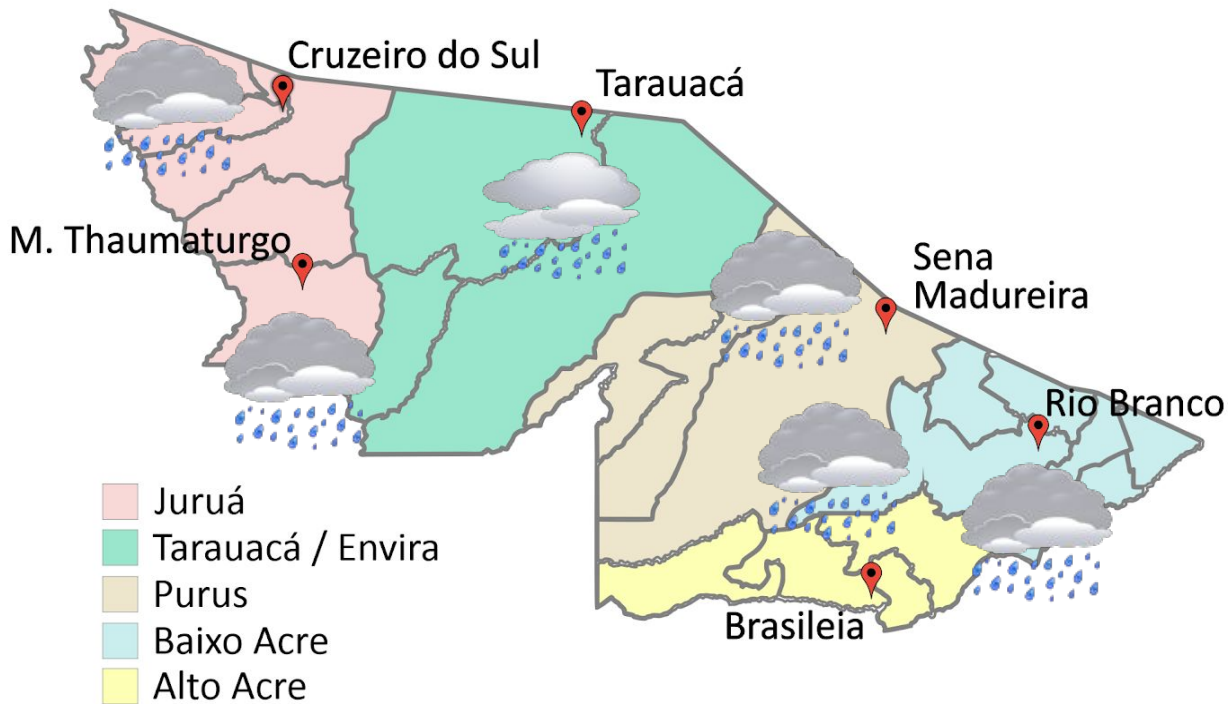 Cruzeiro do Sul
Tarauacá
M. Thaumaturgo
Sena
Madureira
Rio Branco
Brasileia
Juruá
Tarauacá / Envira
Purus
Baixo Acre
Alto Acre